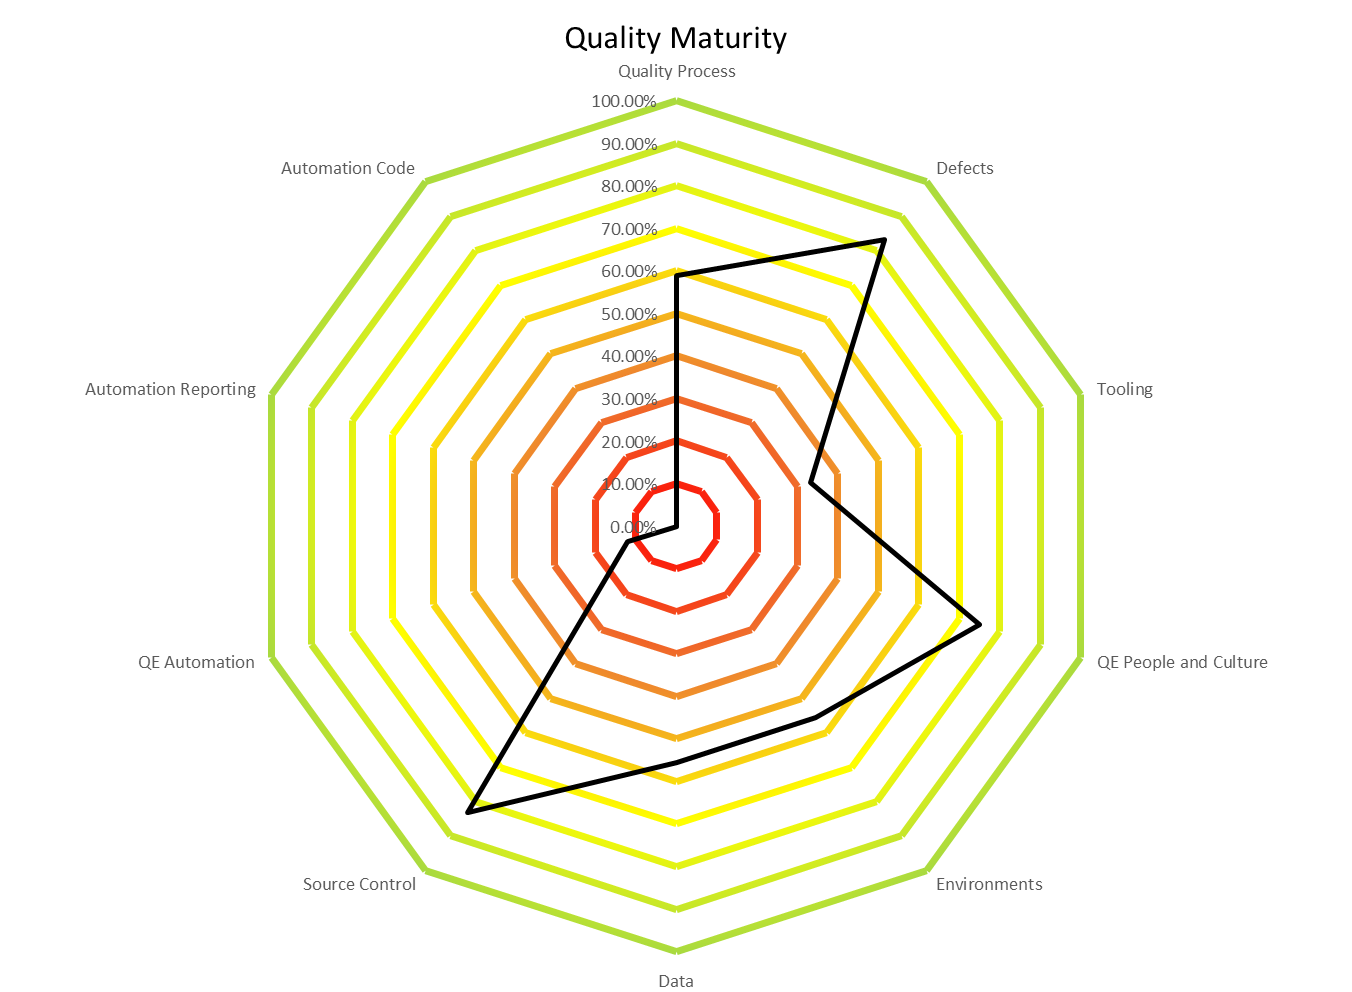 Quality Maturity
Quality Process
100.00%
90.00%
Automation Code
Defects
80.00%
70.00%
60.00%
50.00%
40.00%
Automation Reporting
Tooling
30.00%
20.00%
10.00%
0.00%
QE Automation
QE People and Culture
Source Control
Environments
Data